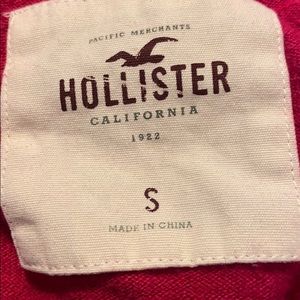 PACIFIC MERCHANTS
HOLLISTER
CALIFORNIA
1922
S
MADE IN CHINA